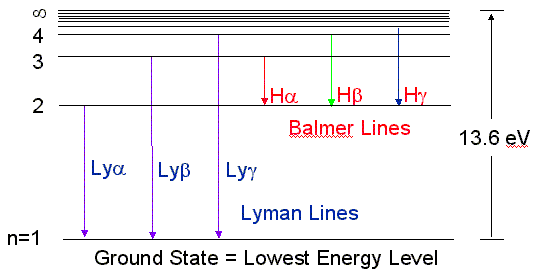 ∞
4
3
2
Hα Hβ Hγ
Balmer Lines
13.6 eV
Lyα Lyβ Lyγ
Lyman Lines
n=1
Ground State = Lowest Energy Level